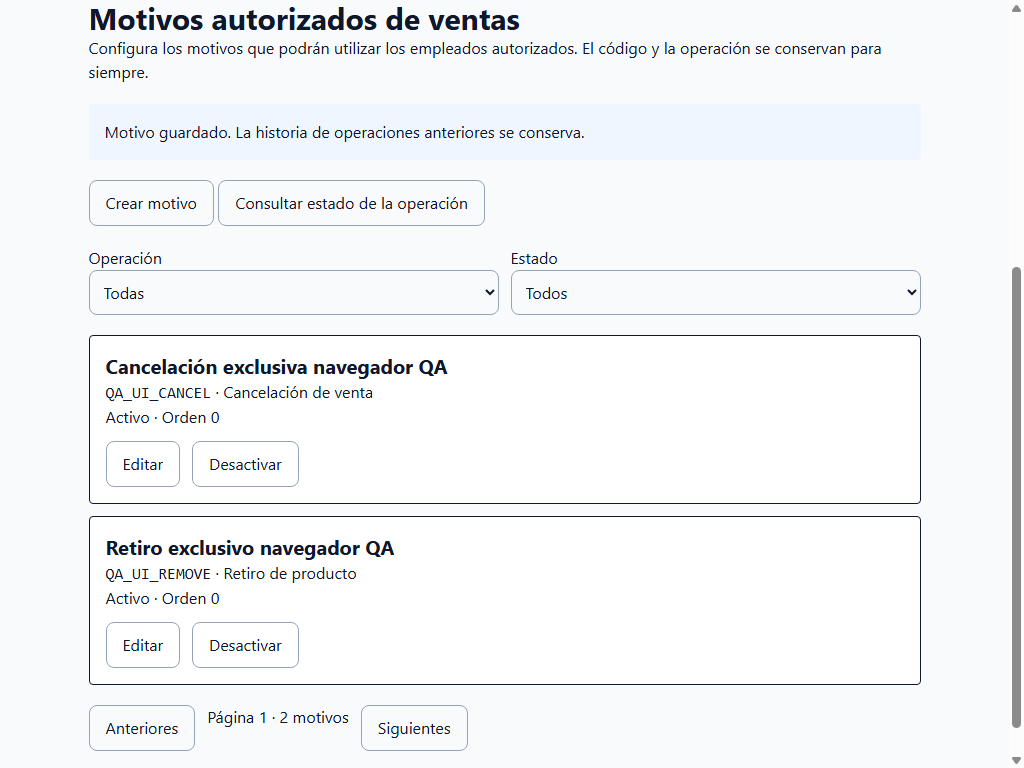 Motivos autorizados de ventas
Configura los motivos que podrán utilizar los empleados autorizados. El código y la operación se conservan para
siempre.
Motivo guardado. La historia de operaciones anteriores se conserva.
Crear motivo Consultar estado de la operación
Operación Estado
Todas Todos
Cancelación exclusiva navegador QA
QA_UI_CANCEL · Cancelación de venta
Activo · Orden 0
Editar Desactivar
Retiro exclusivo navegador QA
QA_UI_REMOVE · Retiro de producto
Activo · Orden 0
Editar Desactivar
Anteriores Página 1 · 2 motivos Siguientes